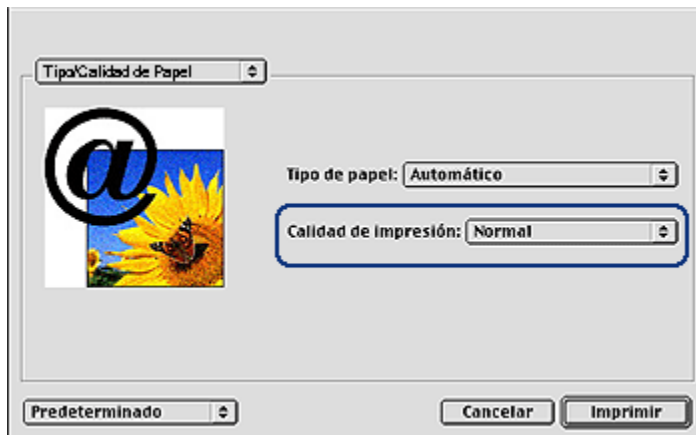 Tipo/Calidad de Papel
@
Tipo de papel: Automático
Calidad de impresión: Normal
Predeterminado
Cancelar
Imprimir